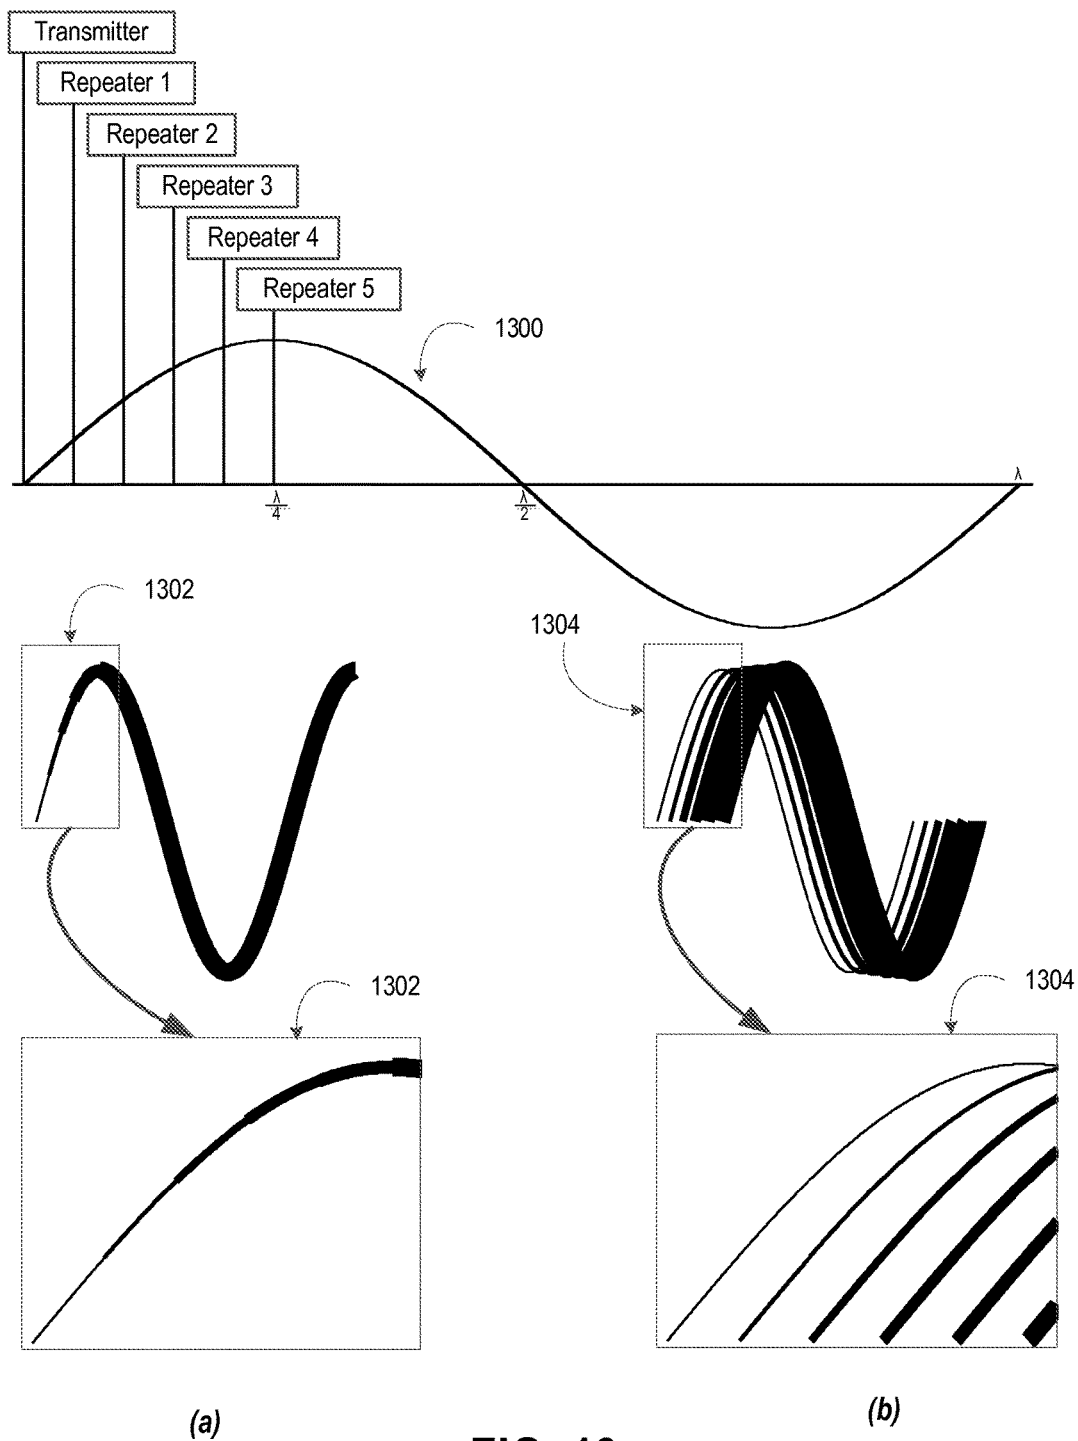 Transmitter
Repeater 1
Repeater 2
Repeater 3
Repeater 4
Repeater 5
1300
λ
λ
4
λ
2
1302
1304
1302
1304
(a)
(b)